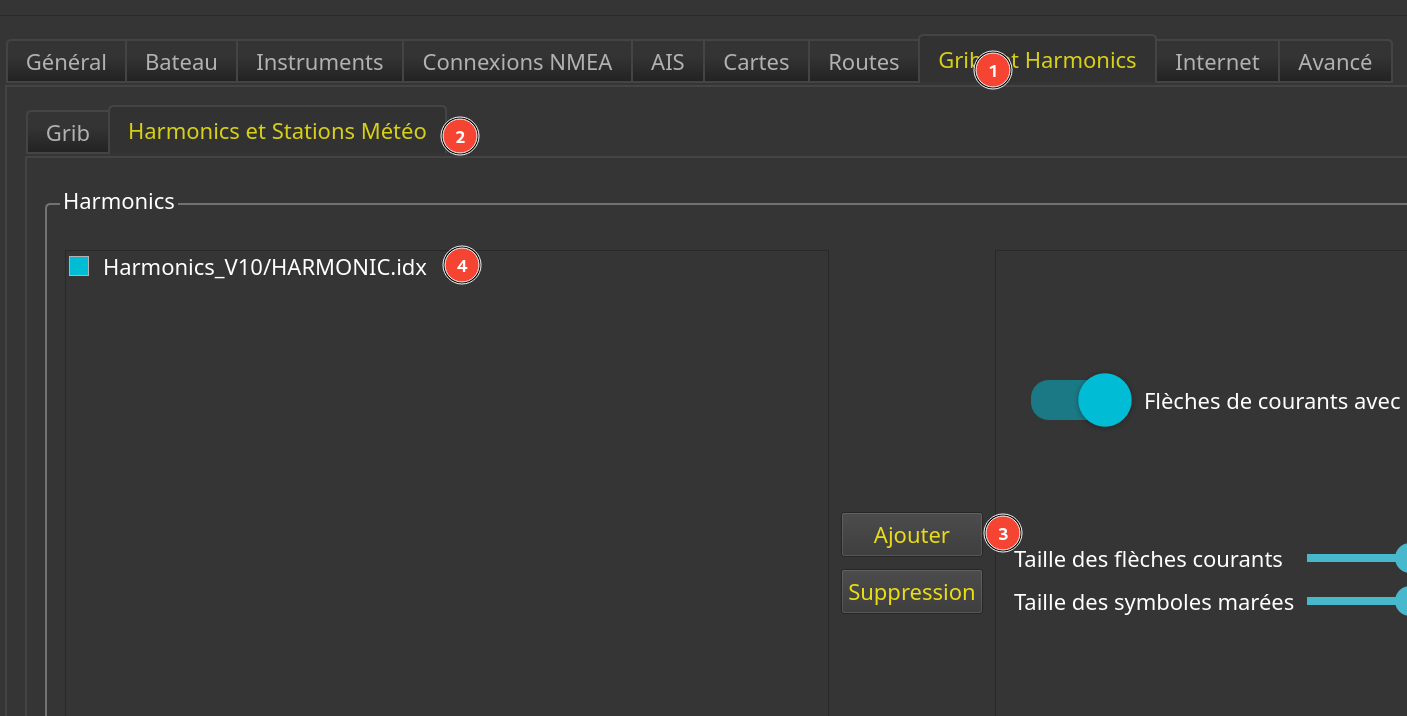 Général Bateau Instruments Connexions NMEA AIS Cartes Routes Grib et Harmonics Internet Avancé
1
Grib Harmonics et Stations Météo 2
Harmonics
Harmonics_V10/HARMONIC.idx 4
Flèches de courants avec
Ajouter 3
Taille des flèches courants
Suppression
Taille des symboles marées